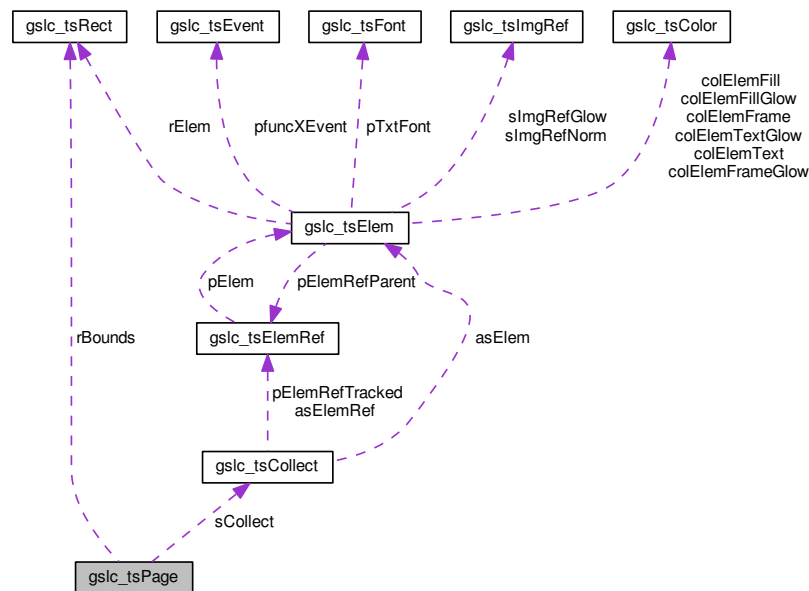 gslc_tsRect
gslc_tsEvent
gslc_tsFont
gslc_tsImgRef
gslc_tsColor
rElem
pfuncXEvent
pTxtFont
sImgRefGlow
sImgRefNorm
colElemFill
colElemFillGlow
colElemFrame
colElemTextGlow
colElemText
colElemFrameGlow
gslc_tsElem
pElem
pElemRefParent
gslc_tsElemRef
rBounds
asElem
pElemRefTracked
asElemRef
gslc_tsCollect
sCollect
gslc_tsPage